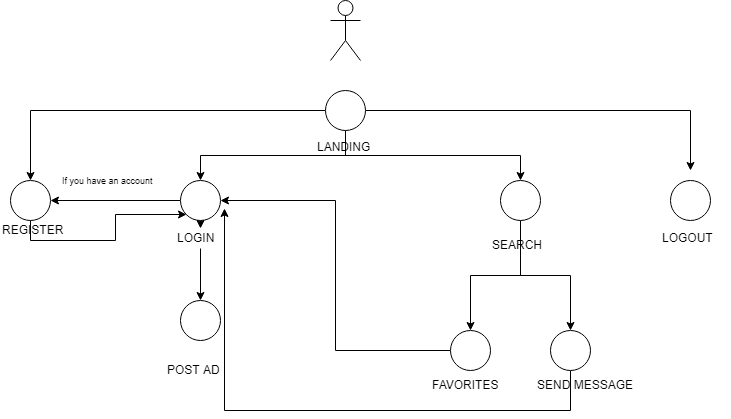 LANDING
If you have an account
REGISTER
LOGIN
SEARCH
LOGOUT
POST AD
FAVORITES
SEND MESSAGE